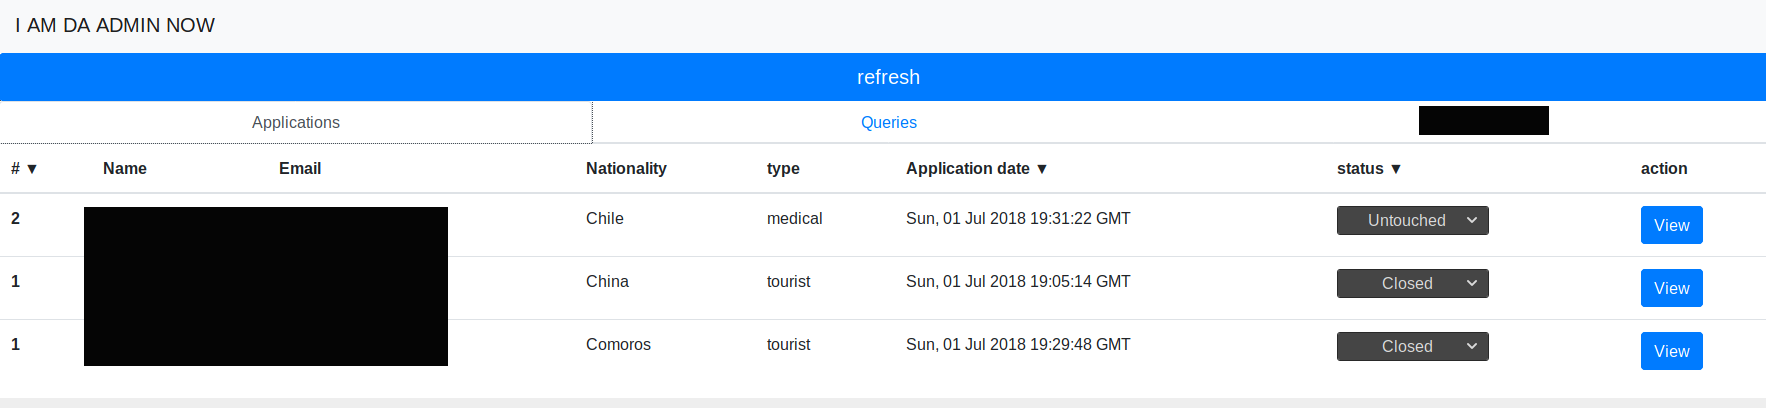 I AM DA ADMIN NOW
refresh
Applications Queries
# ▼ Name Email Nationality type Application date ▼ status ▼ action
2 Chile medical Sun, 01 Jul 2018 19:31:22 GMT Untouched View
1 China tourist Sun, 01 Jul 2018 19:05:14 GMT Closed View
1 Comoros tourist Sun, 01 Jul 2018 19:29:48 GMT Closed View